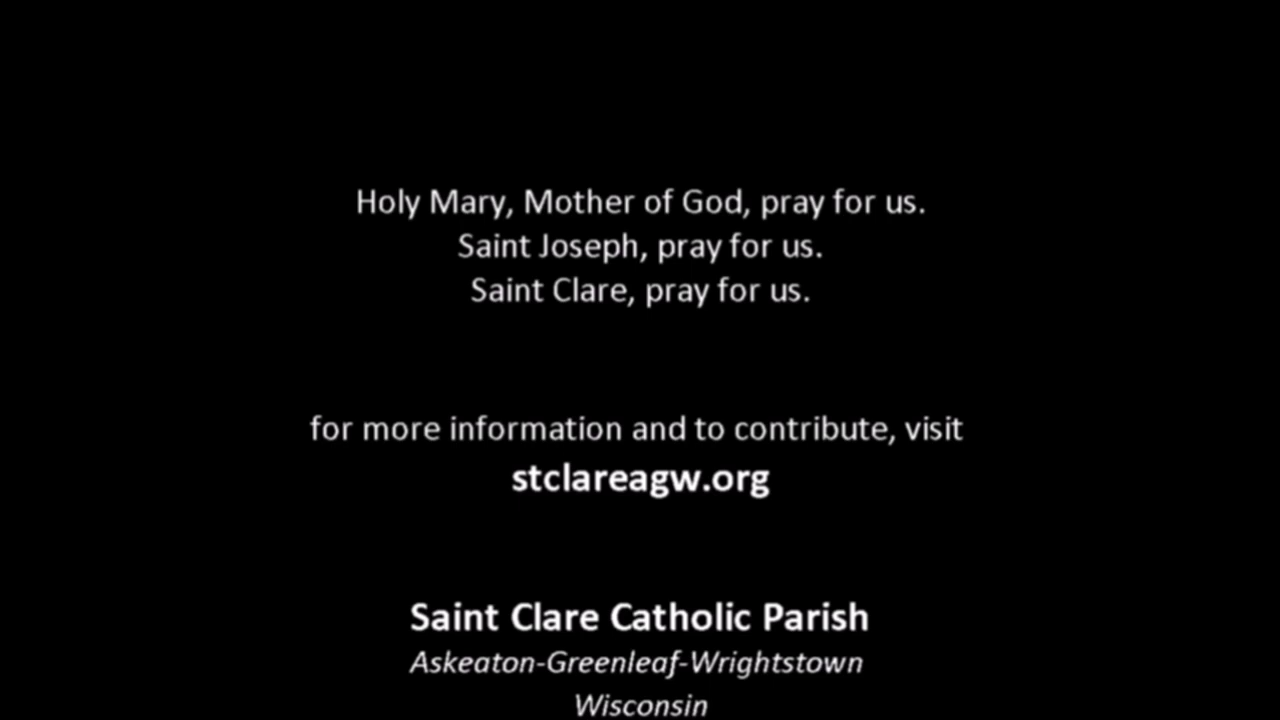 Holy Mary, Mother of God, pray for us.
Saint Joseph, pray for us.
Saint Clare, pray for us.
for more information and to contribute, visit
stclareagw.org
Saint Clare Catholic Parish
Askeaton-Greenleaf-Wrightstown
Wisconsin